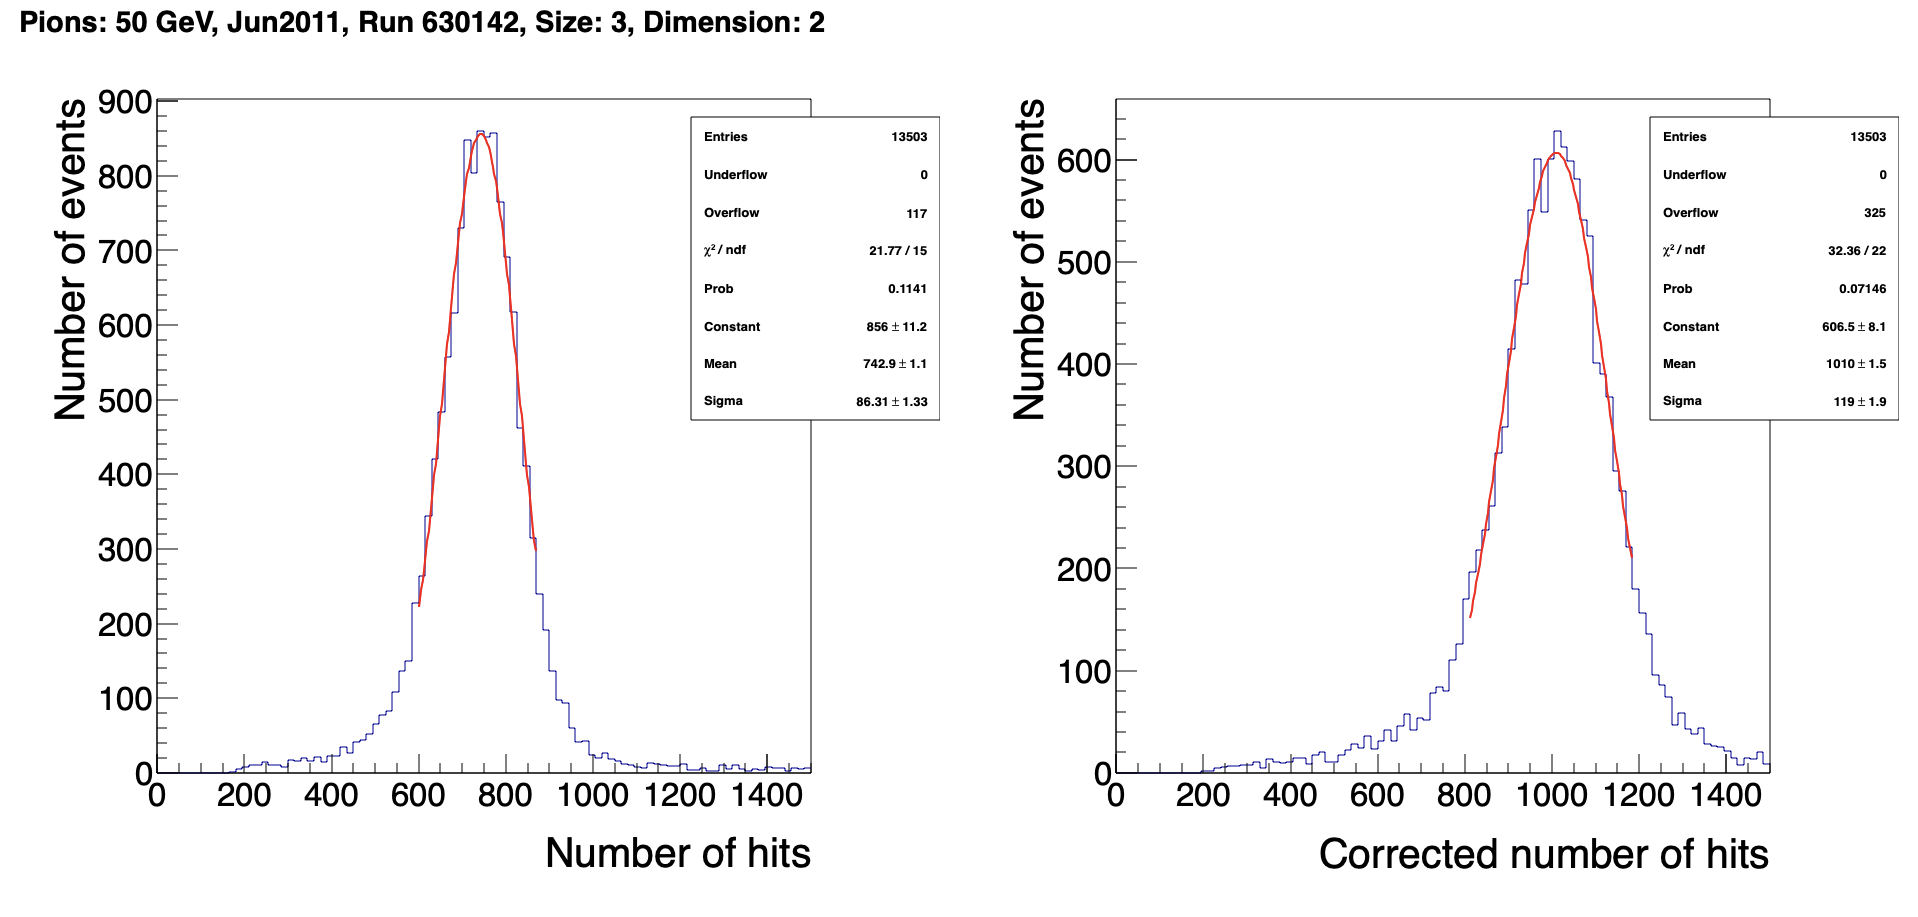 Pions: 50 GeV, Jun2011, Run 630142, Size: 3, Dimension: 2
Number of events
900
800
700
600
500
400
300
200
100
0
0 200 400 600 800 1000 1200 1400
Number of hits
Entries 13503
Underflow 0
Overflow 117
χ² / ndf 21.77 / 15
Prob 0.1141
Constant 856 ± 11.2
Mean 742.9 ± 1.1
Sigma 86.31 ± 1.33
Number of events
600
500
400
300
200
100
0
0 200 400 600 800 1000 1200 1400
Corrected number of hits
Entries 13503
Underflow 0
Overflow 325
χ² / ndf 32.36 / 22
Prob 0.07146
Constant 606.5 ± 8.1
Mean 1010 ± 1.5
Sigma 119 ± 1.9